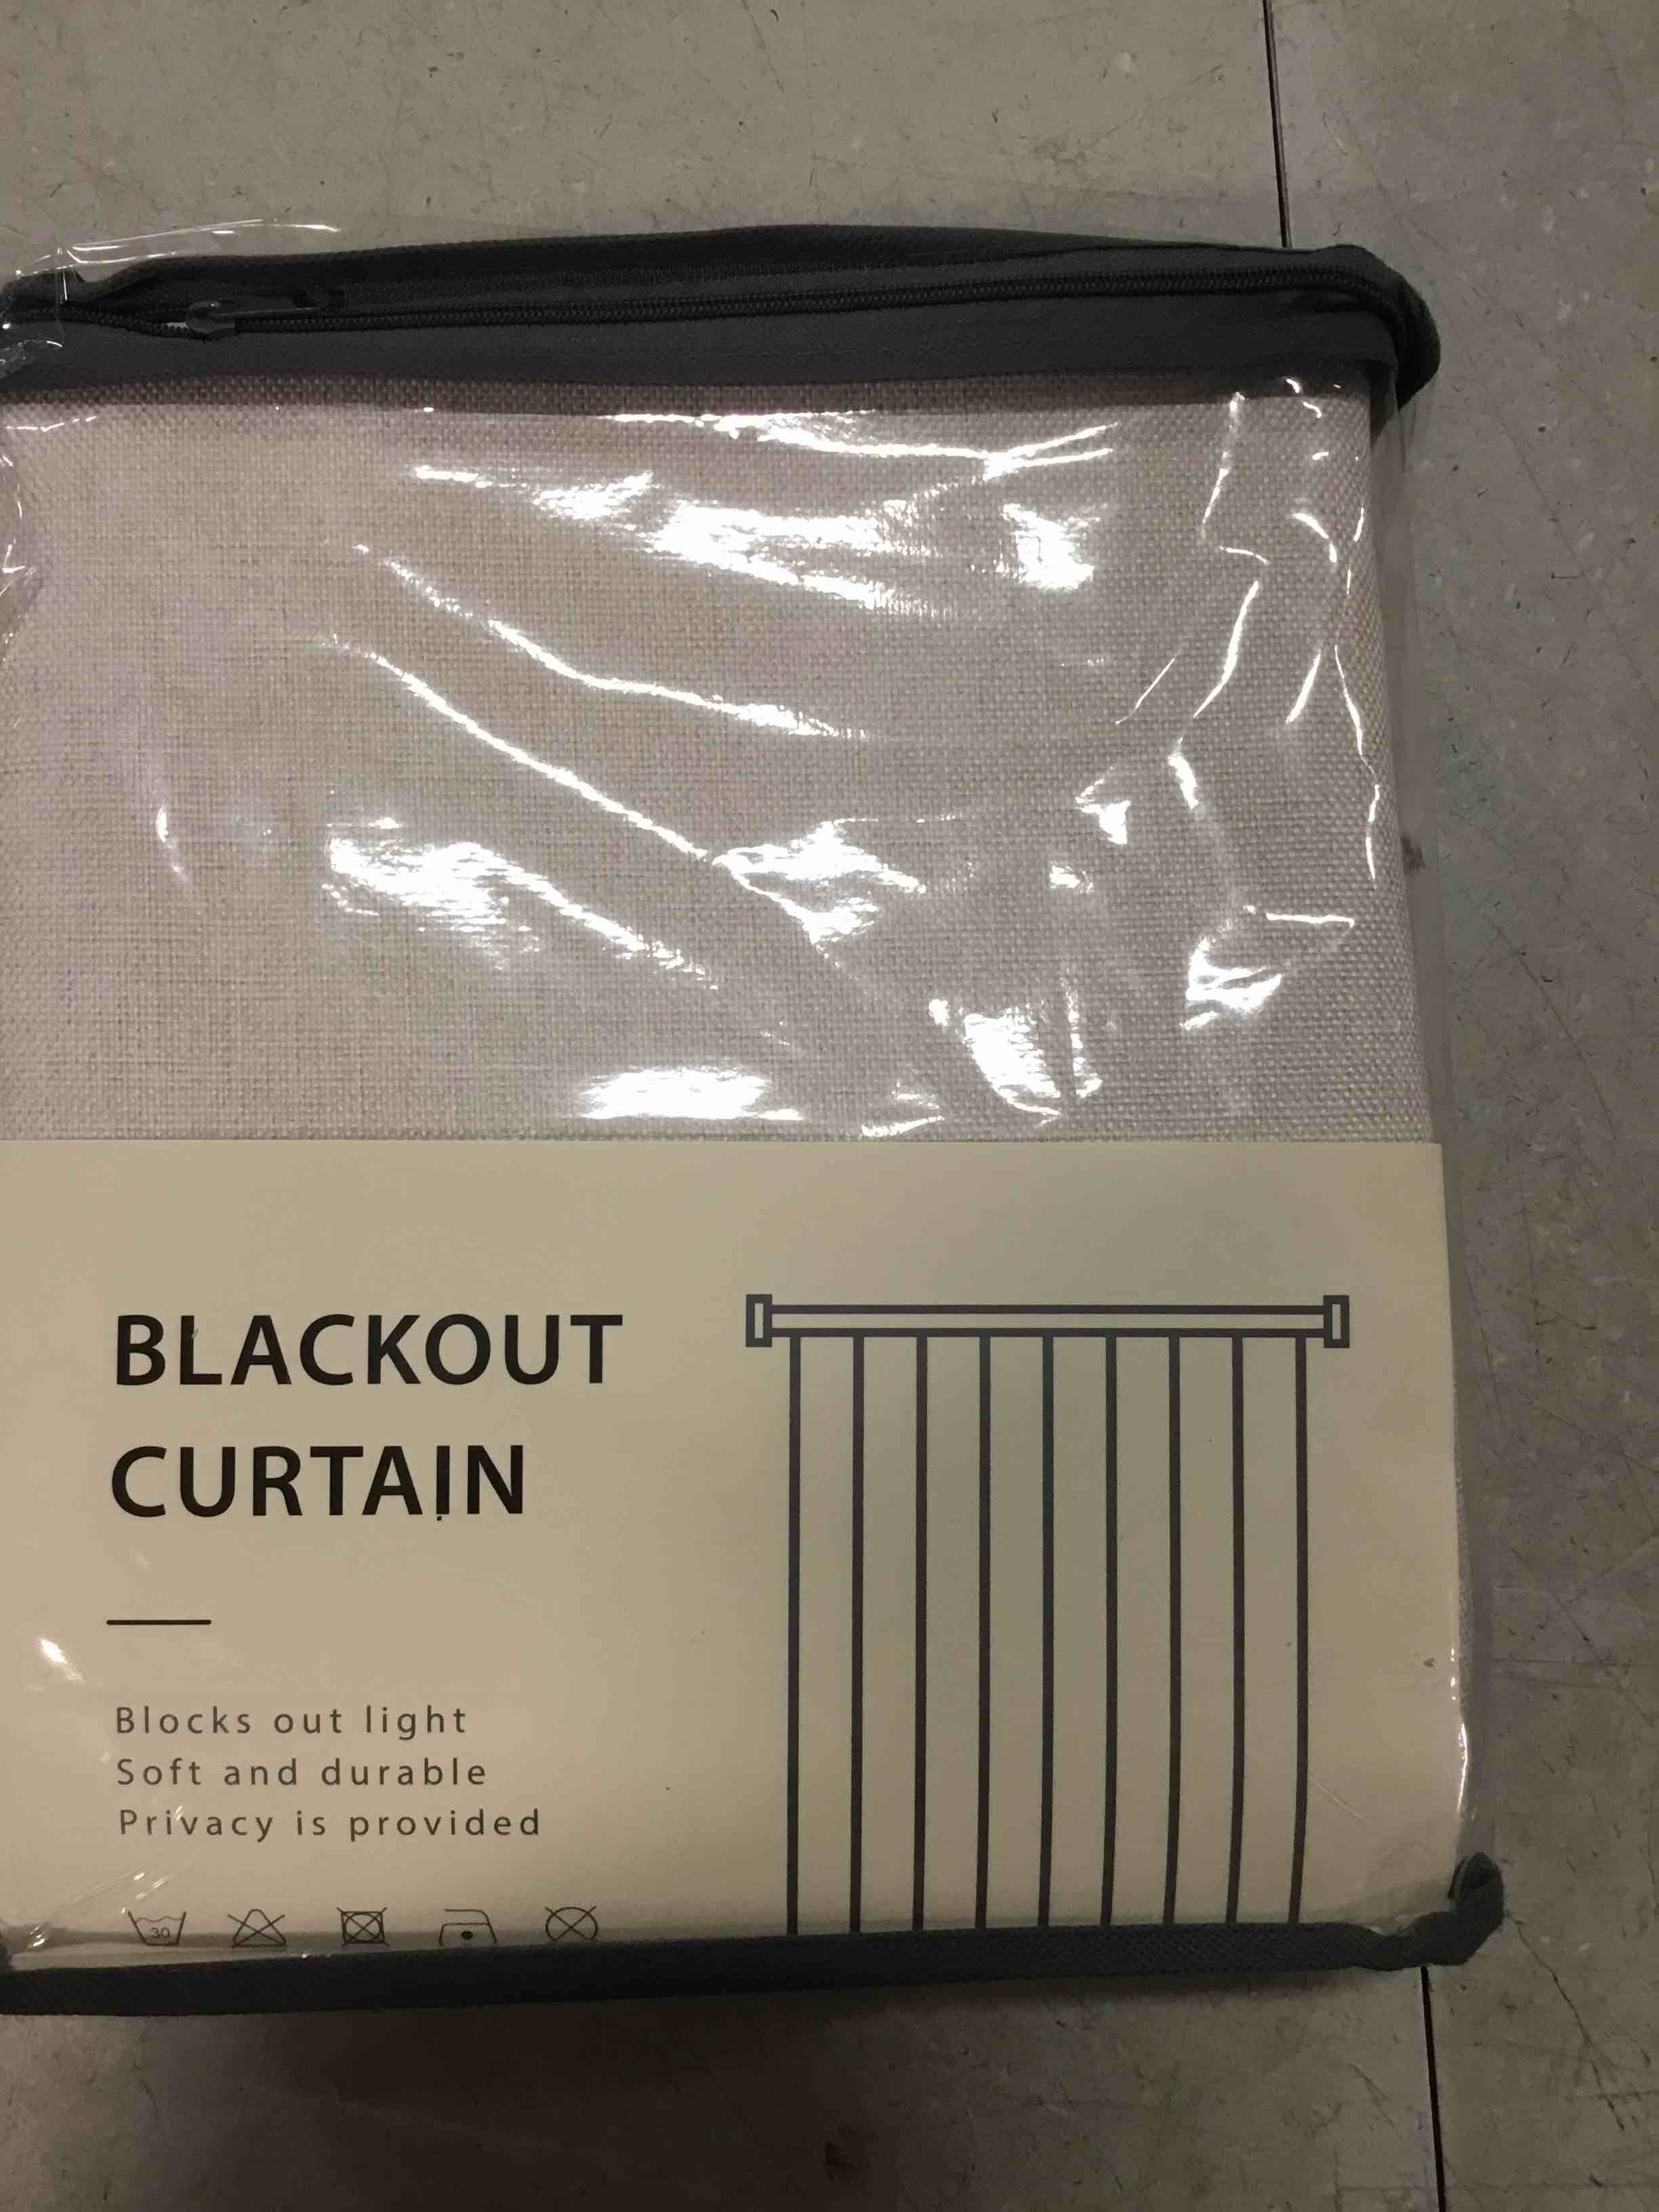 BLACKOUT
CURTAIN
Blocks out light
Soft and durable
Privacy is provided
30